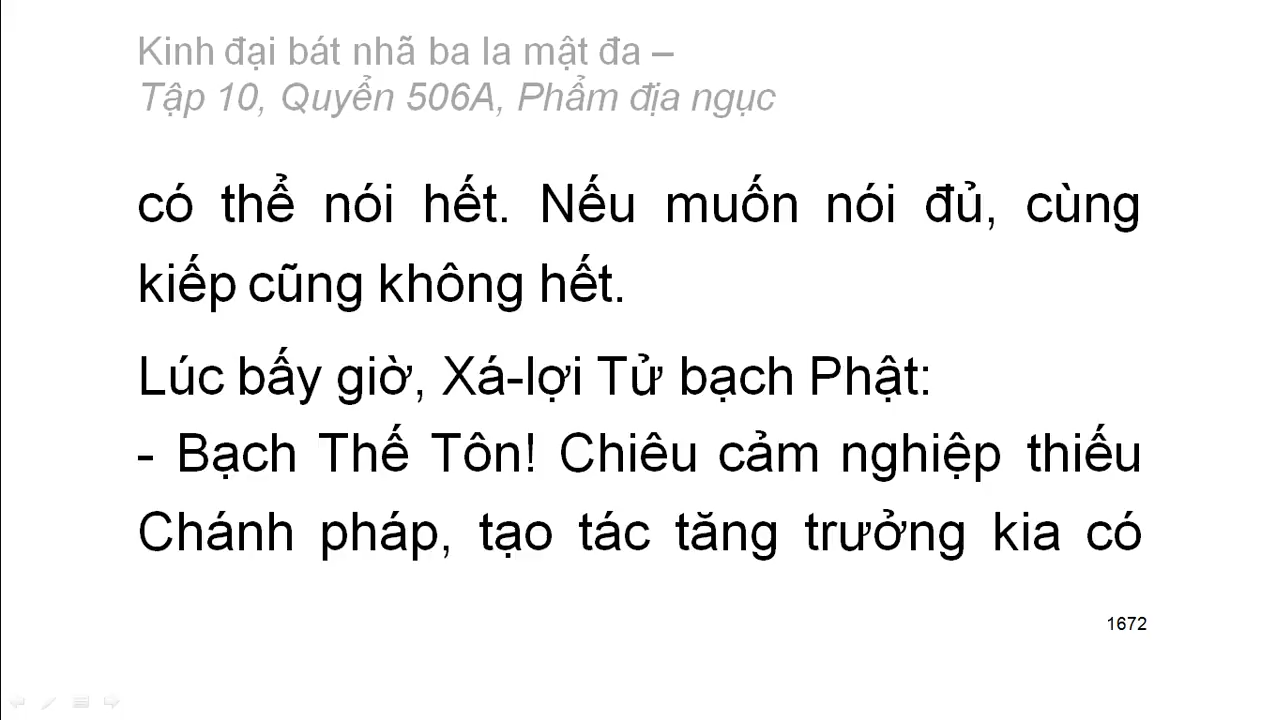 Kinh đại bát nhã ba la mật đa –
Tập 10, Quyển 506A, Phẩm địa ngục
có thể nói hết. Nếu muốn nói đủ, cùng
kiếp cũng không hết.
Lúc bấy giờ, Xá-lợi Tử bạch Phật:
- Bạch Thế Tôn! Chiêu cảm nghiệp thiếu
Chánh pháp, tạo tác tăng trưởng kia có
1672